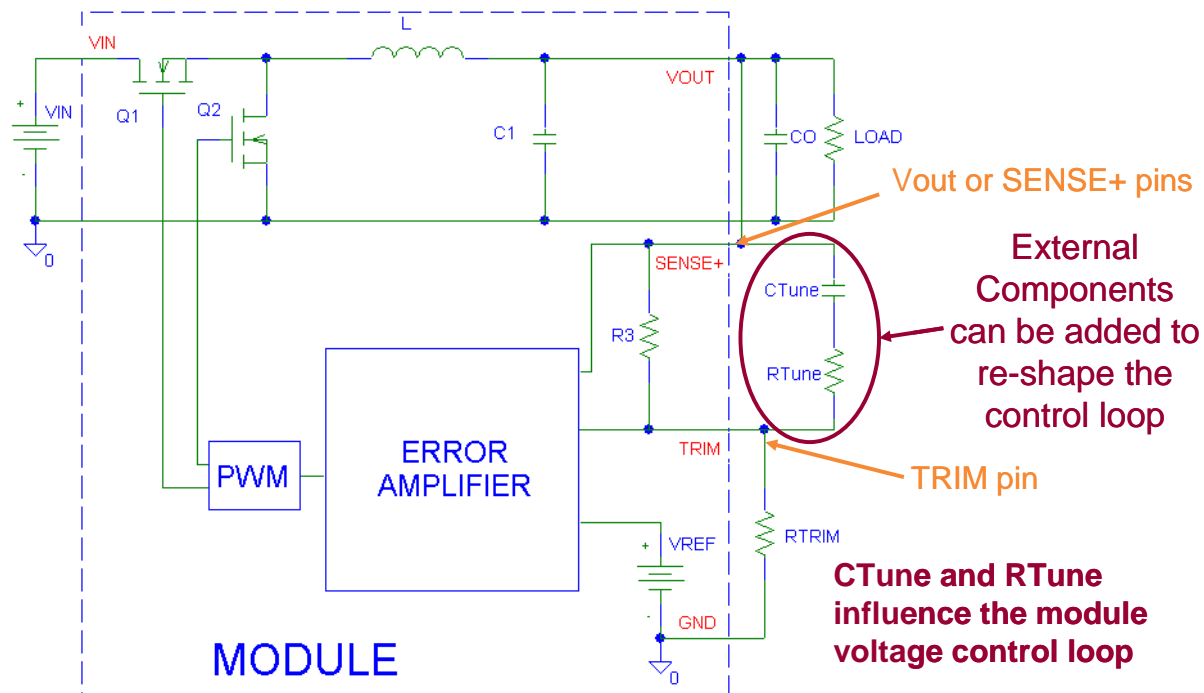 L
VIN
VOUT
+
VIN
Q1
Q2
C1
CO
LOAD
-
0
Vout or SENSE+ pins
SENSE+
External
Components
can be added to
re-shape the
control loop
CTune
R3
RTune
TRIM
ERROR
AMPLIFIER
PWM
TRIM pin
+
VREF
RTRIM
-
GND
CTune and RTune
influence the module
voltage control loop
MODULE
0